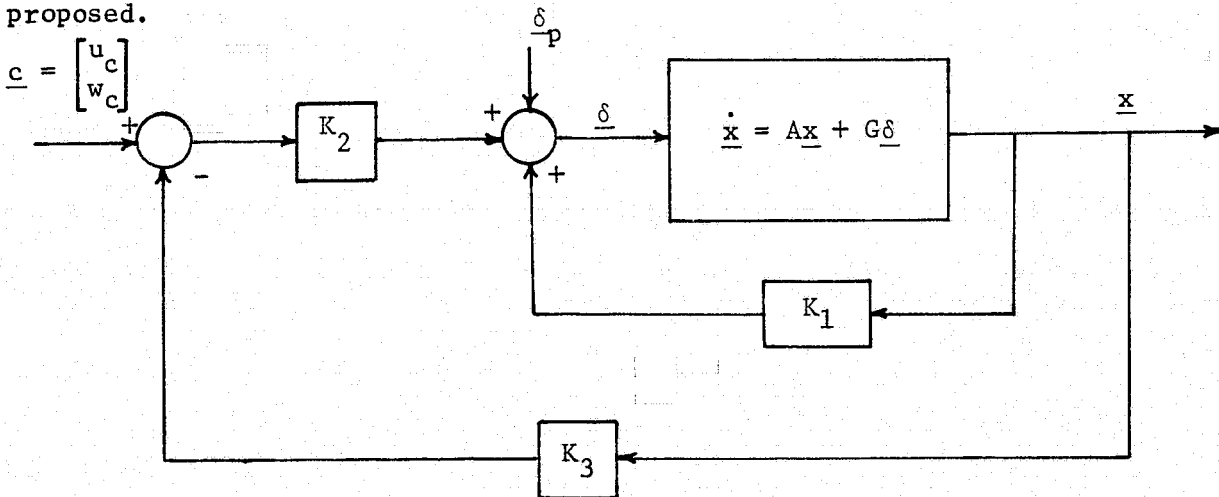 proposed.
c = [u_c w_c]
δ_p
+
-
K_2
+
+
δ
ẋ = Ax + Gδ
x
K_1
K_3